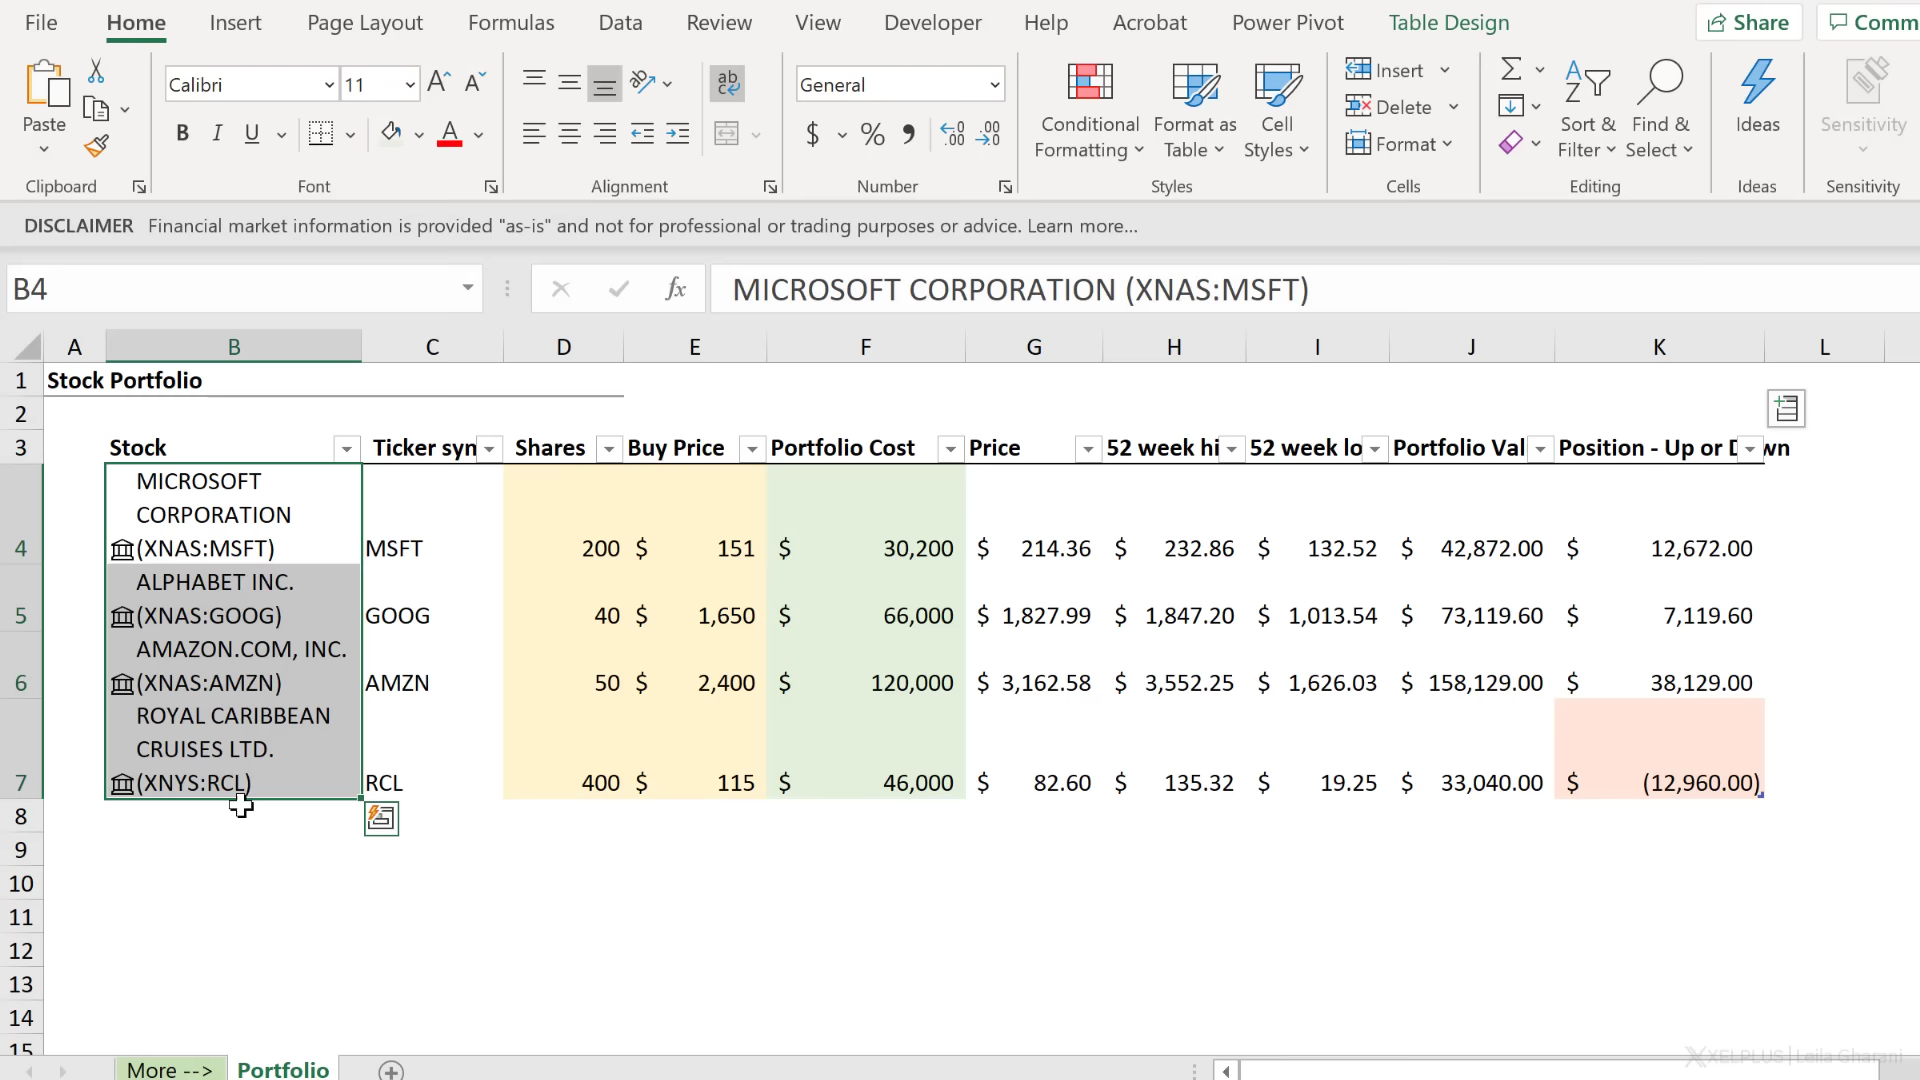 File Home Insert Page Layout Formulas Data Review View Developer Help Acrobat Power Pivot Table Design Share Comm
Paste Calibri 11 General Conditional Formatting Format as Table Cell Styles Insert Delete Format Sort & Filter Find & Select Ideas Sensitivity
Clipboard Font Alignment Number Styles Cells Editing Ideas Sensitivity
DISCLAIMER Financial market information is provided "as-is" and not for professional or trading purposes or advice. Learn more...
B4 fx MICROSOFT CORPORATION (XNAS:MSFT)
A B C D E F G H I J K L
1 Stock Portfolio
2
3 Stock Ticker syn Shares Buy Price Portfolio Cost Price 52 week hi 52 week lo Portfolio Val Position - Up or D wn
MICROSOFT
CORPORATION
4 (XNAS:MSFT) MSFT 200 $ 151 $ 30,200 $ 214.36 $ 232.86 $ 132.52 $ 42,872.00 $ 12,672.00
ALPHABET INC.
5 (XNAS:GOOG) GOOG 40 $ 1,650 $ 66,000 $ 1,827.99 $ 1,847.20 $ 1,013.54 $ 73,119.60 $ 7,119.60
AMAZON.COM, INC.
6 (XNAS:AMZN) AMZN 50 $ 2,400 $ 120,000 $ 3,162.58 $ 3,552.25 $ 1,626.03 $ 158,129.00 $ 38,129.00
ROYAL CARIBBEAN
CRUISES LTD.
7 (XNYS:RCL) RCL 400 $ 115 $ 46,000 $ 82.60 $ 135.32 $ 19.25 $ 33,040.00 $ (12,960.00)
8
9
10
11
12
13
14
15
More --> Portfolio
XELPLUS | Leila Gharani